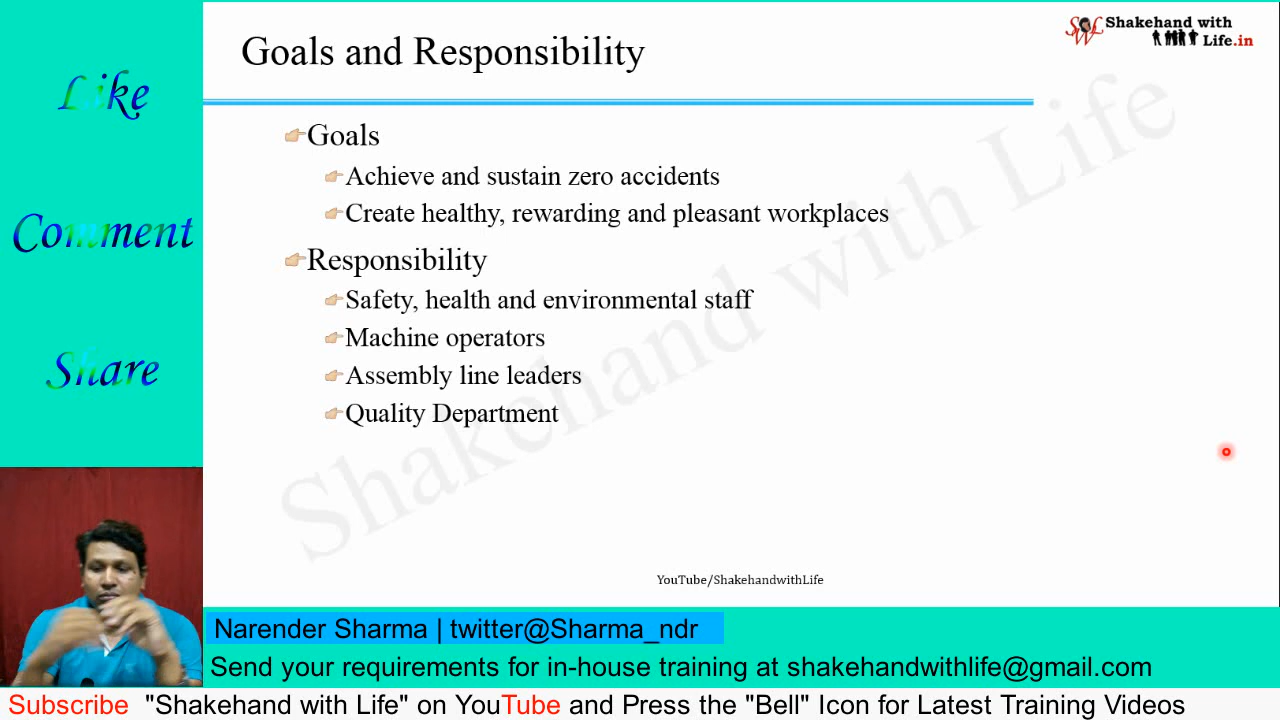 Goals and Responsibility
Shakehand with
Life.in
Like
Comment
Share
Goals
Achieve and sustain zero accidents
Create healthy, rewarding and pleasant workplaces
Responsibility
Safety, health and environmental staff
Machine operators
Assembly line leaders
Quality Department
Shakehand with Life
YouTube/ShakehandwithLife
Narender Sharma | twitter@Sharma_ndr
Send your requirements for in-house training at shakehandwithlife@gmail.com
Subscribe "Shakehand with Life" on YouTube and Press the "Bell" Icon for Latest Training Videos